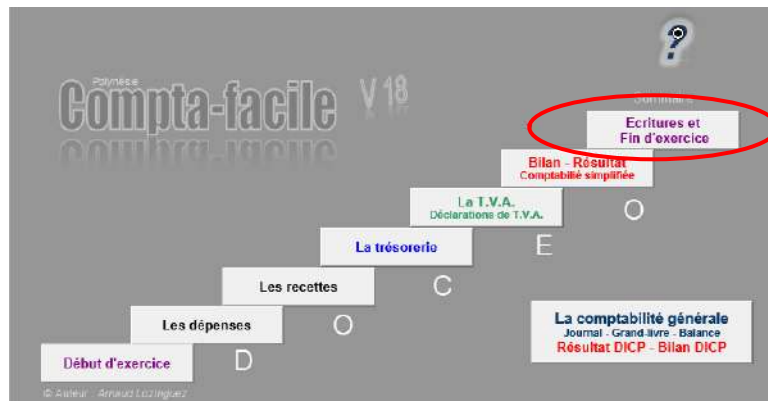 ?
Polynésie
Compta-facile V 18
Sommaire
Ecritures et
Fin d'exercice
Bilan - Résultat
Comptabilié simplifiée
La T.V.A.
Déclarations de T.V.A.
O
La trésorerie
E
Les recettes
C
Les dépenses
O
La comptabilité générale
Journal - Grand-livre - Balance
Résultat DICP - Bilan DICP
Début d'exercice
D
© Auteur : Arnaud Lozinguez